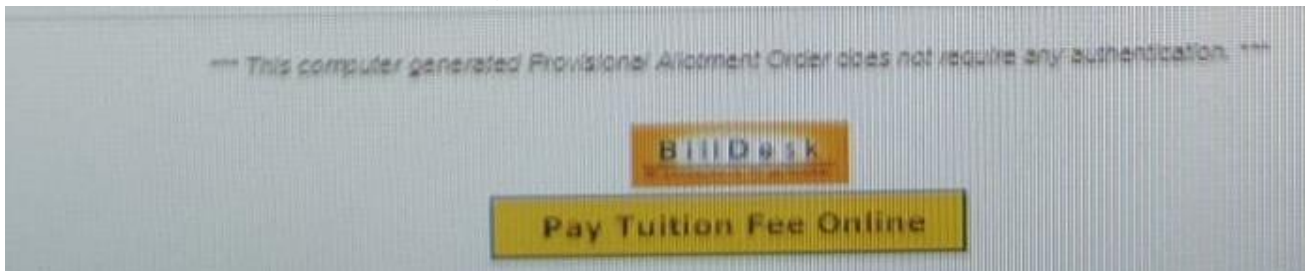 *** This computer generated Provisional Allotment Order does not require any authentication. ***
BillDesk
Pay Tuition Fee Online